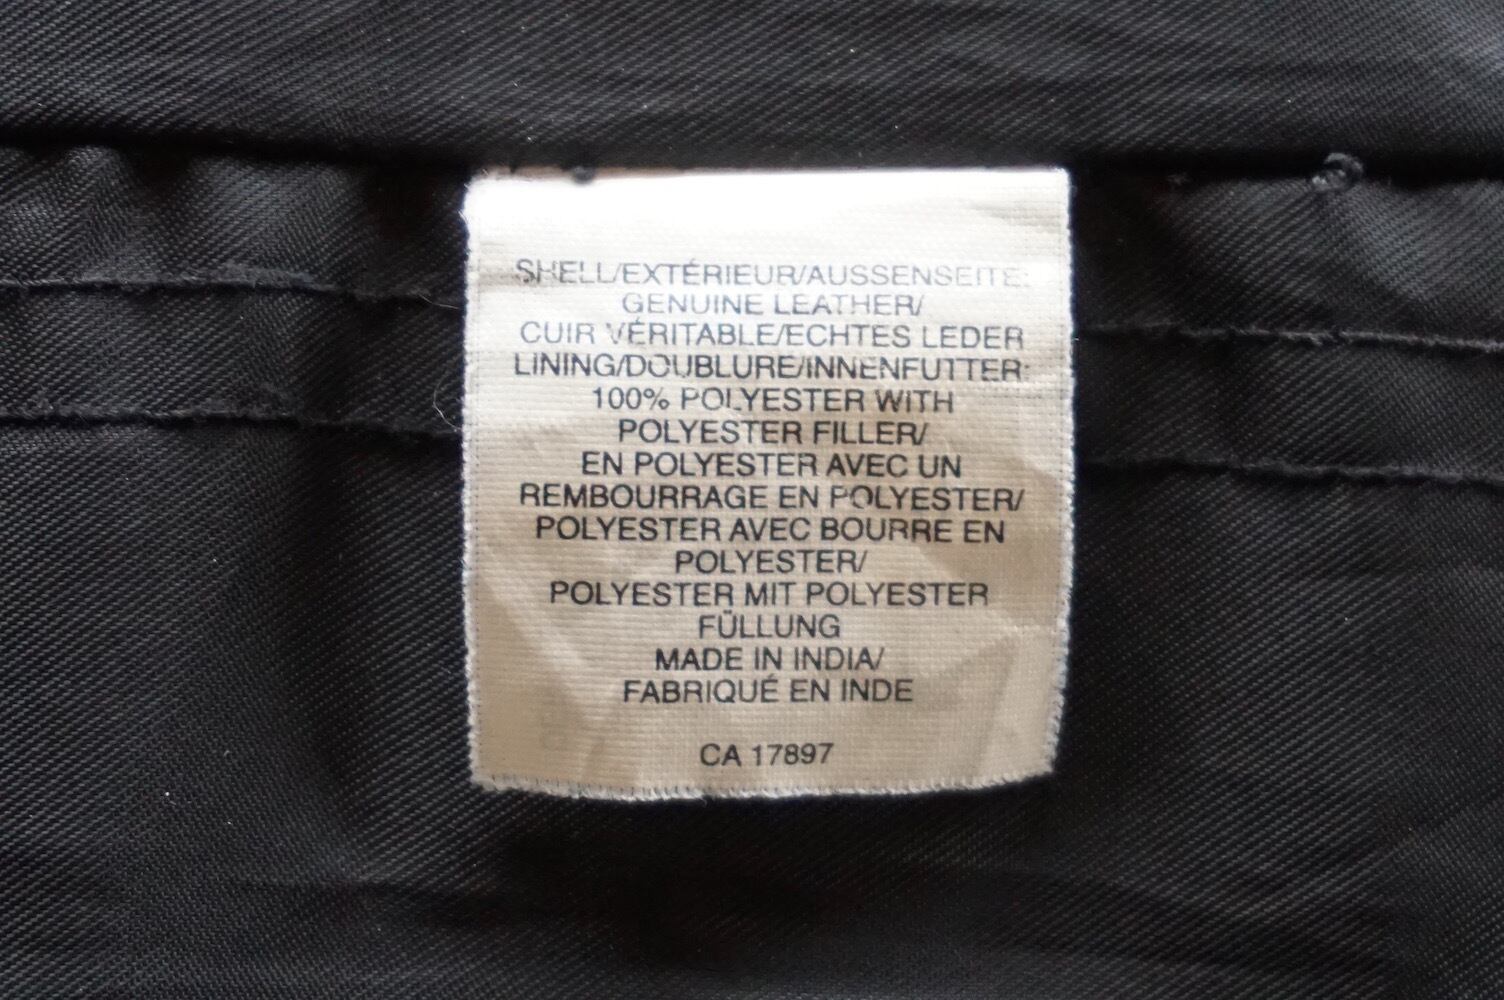 SHELL/EXTÉRIEUR/AUSSENSEITE:
GENUINE LEATHER/
CUIR VÉRITABLE/ECHTES LEDER
LINING/DOUBLURE/INNENFUTTER:
100% POLYESTER WITH
POLYESTER FILLER/
EN POLYESTER AVEC UN
REMBOURRAGE EN POLYESTER/
POLYESTER AVEC BOURRE EN
POLYESTER/
POLYESTER MIT POLYESTER
FÜLLUNG
MADE IN INDIA/
FABRIQUÉ EN INDE
CA 17897